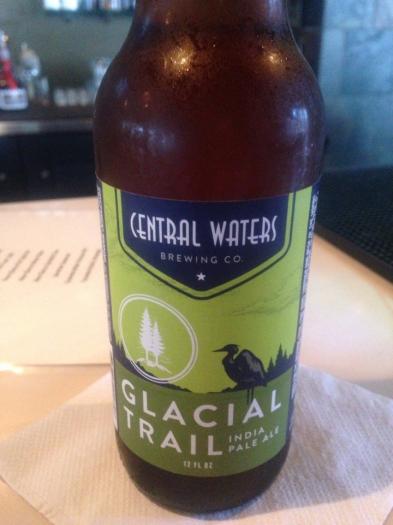 CENTRAL WATERS
BREWING CO.
GLACIAL
TRAIL
INDIA
PALE ALE
12 FL OZ